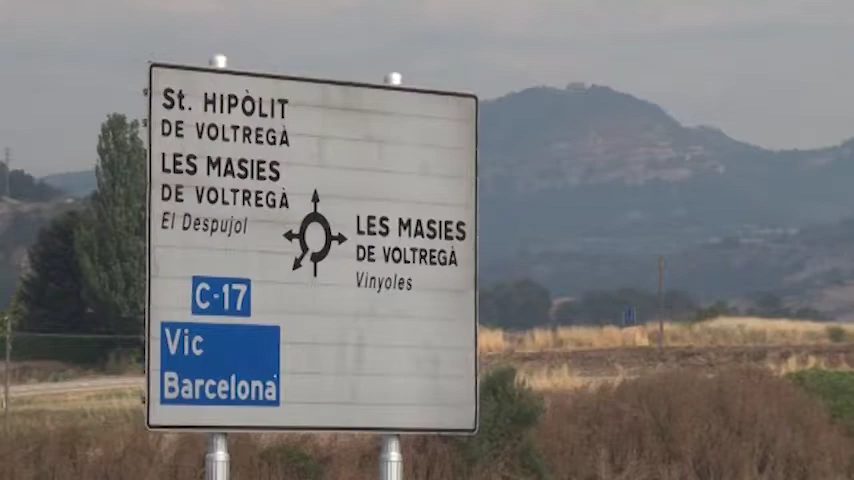 St. HIPÒLIT
DE VOLTREGÀ
LES MASIES
DE VOLTREGÀ
El Despujol
LES MASIES
DE VOLTREGÀ
Vinyoles
C-17
Vic
Barcelona